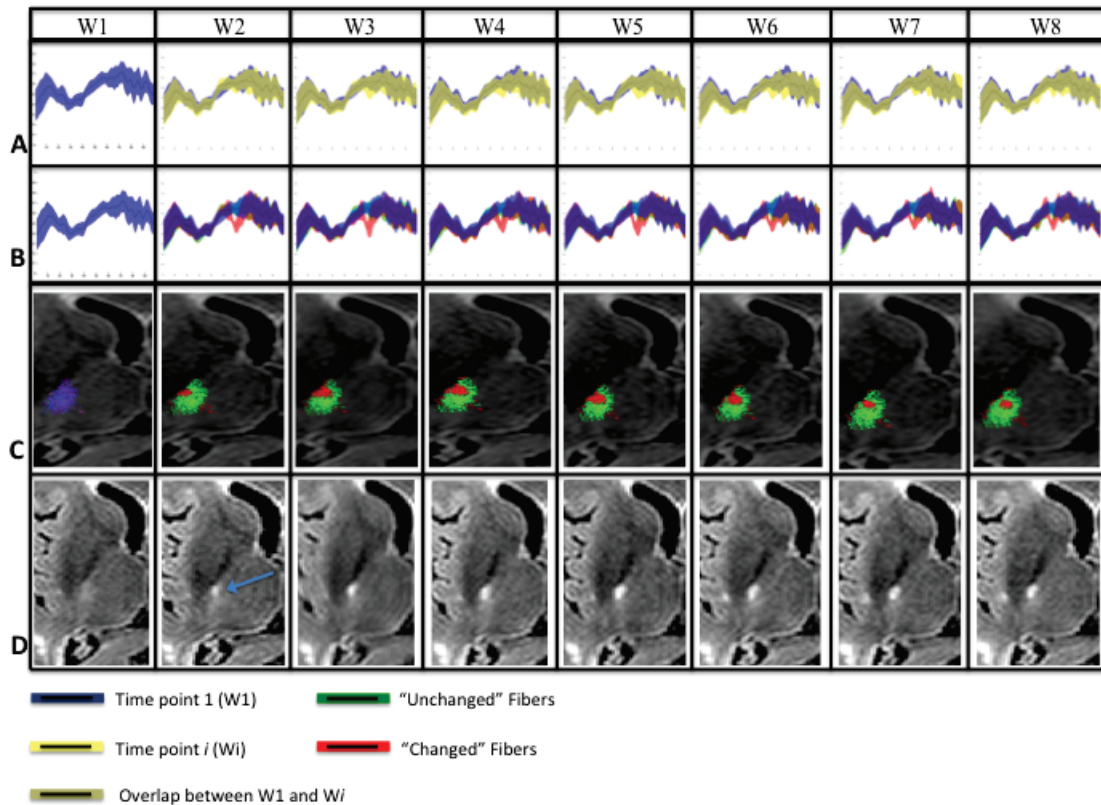 W1 W2 W3 W4 W5 W6 W7 W8
A
B
C
D
Time point 1 (W1) "Unchanged" Fibers
Time point i (Wi) "Changed" Fibers
Overlap between W1 and Wi